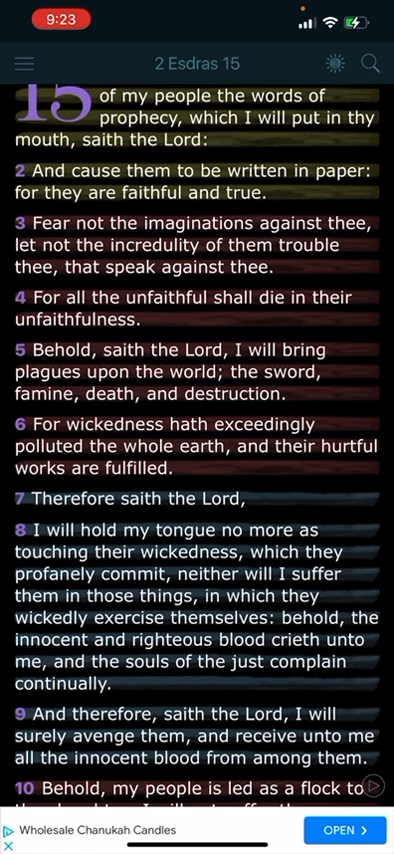 9:23
2 Esdras 15
15 of my people the words of
prophecy, which I will put in thy
mouth, saith the Lord:
2 And cause them to be written in paper:
for they are faithful and true.
3 Fear not the imaginations against thee,
let not the incredulity of them trouble
thee, that speak against thee.
4 For all the unfaithful shall die in their
unfaithfulness.
5 Behold, saith the Lord, I will bring
plagues upon the world; the sword,
famine, death, and destruction.
6 For wickedness hath exceedingly
polluted the whole earth, and their hurtful
works are fulfilled.
7 Therefore saith the Lord,
8 I will hold my tongue no more as
touching their wickedness, which they
profanely commit, neither will I suffer
them in those things, in which they
wickedly exercise themselves: behold, the
innocent and righteous blood crieth unto
me, and the souls of the just complain
continually.
9 And therefore, saith the Lord, I will
surely avenge them, and receive unto me
all the innocent blood from among them.
10 Behold, my people is led as a flock to
Wholesale Chanukah Candles
OPEN >